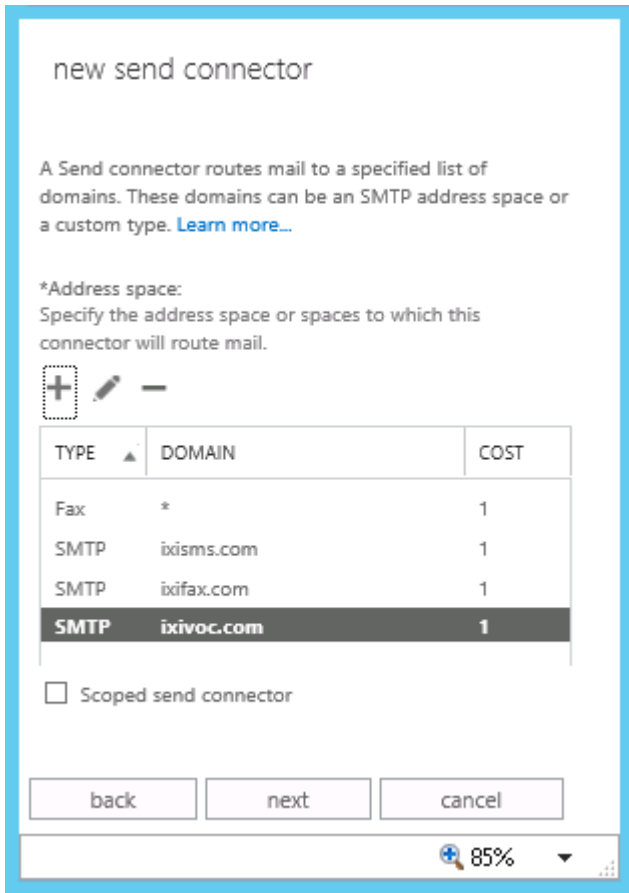 new send connector
A Send connector routes mail to a specified list of
domains. These domains can be an SMTP address space or
a custom type. Learn more...
*Address space:
Specify the address space or spaces to which this
connector will route mail.
TYPE DOMAIN COST
Fax * 1
SMTP ixisms.com 1
SMTP ixifax.com 1
SMTP ixivoc.com 1
Scoped send connector
back next cancel
85%